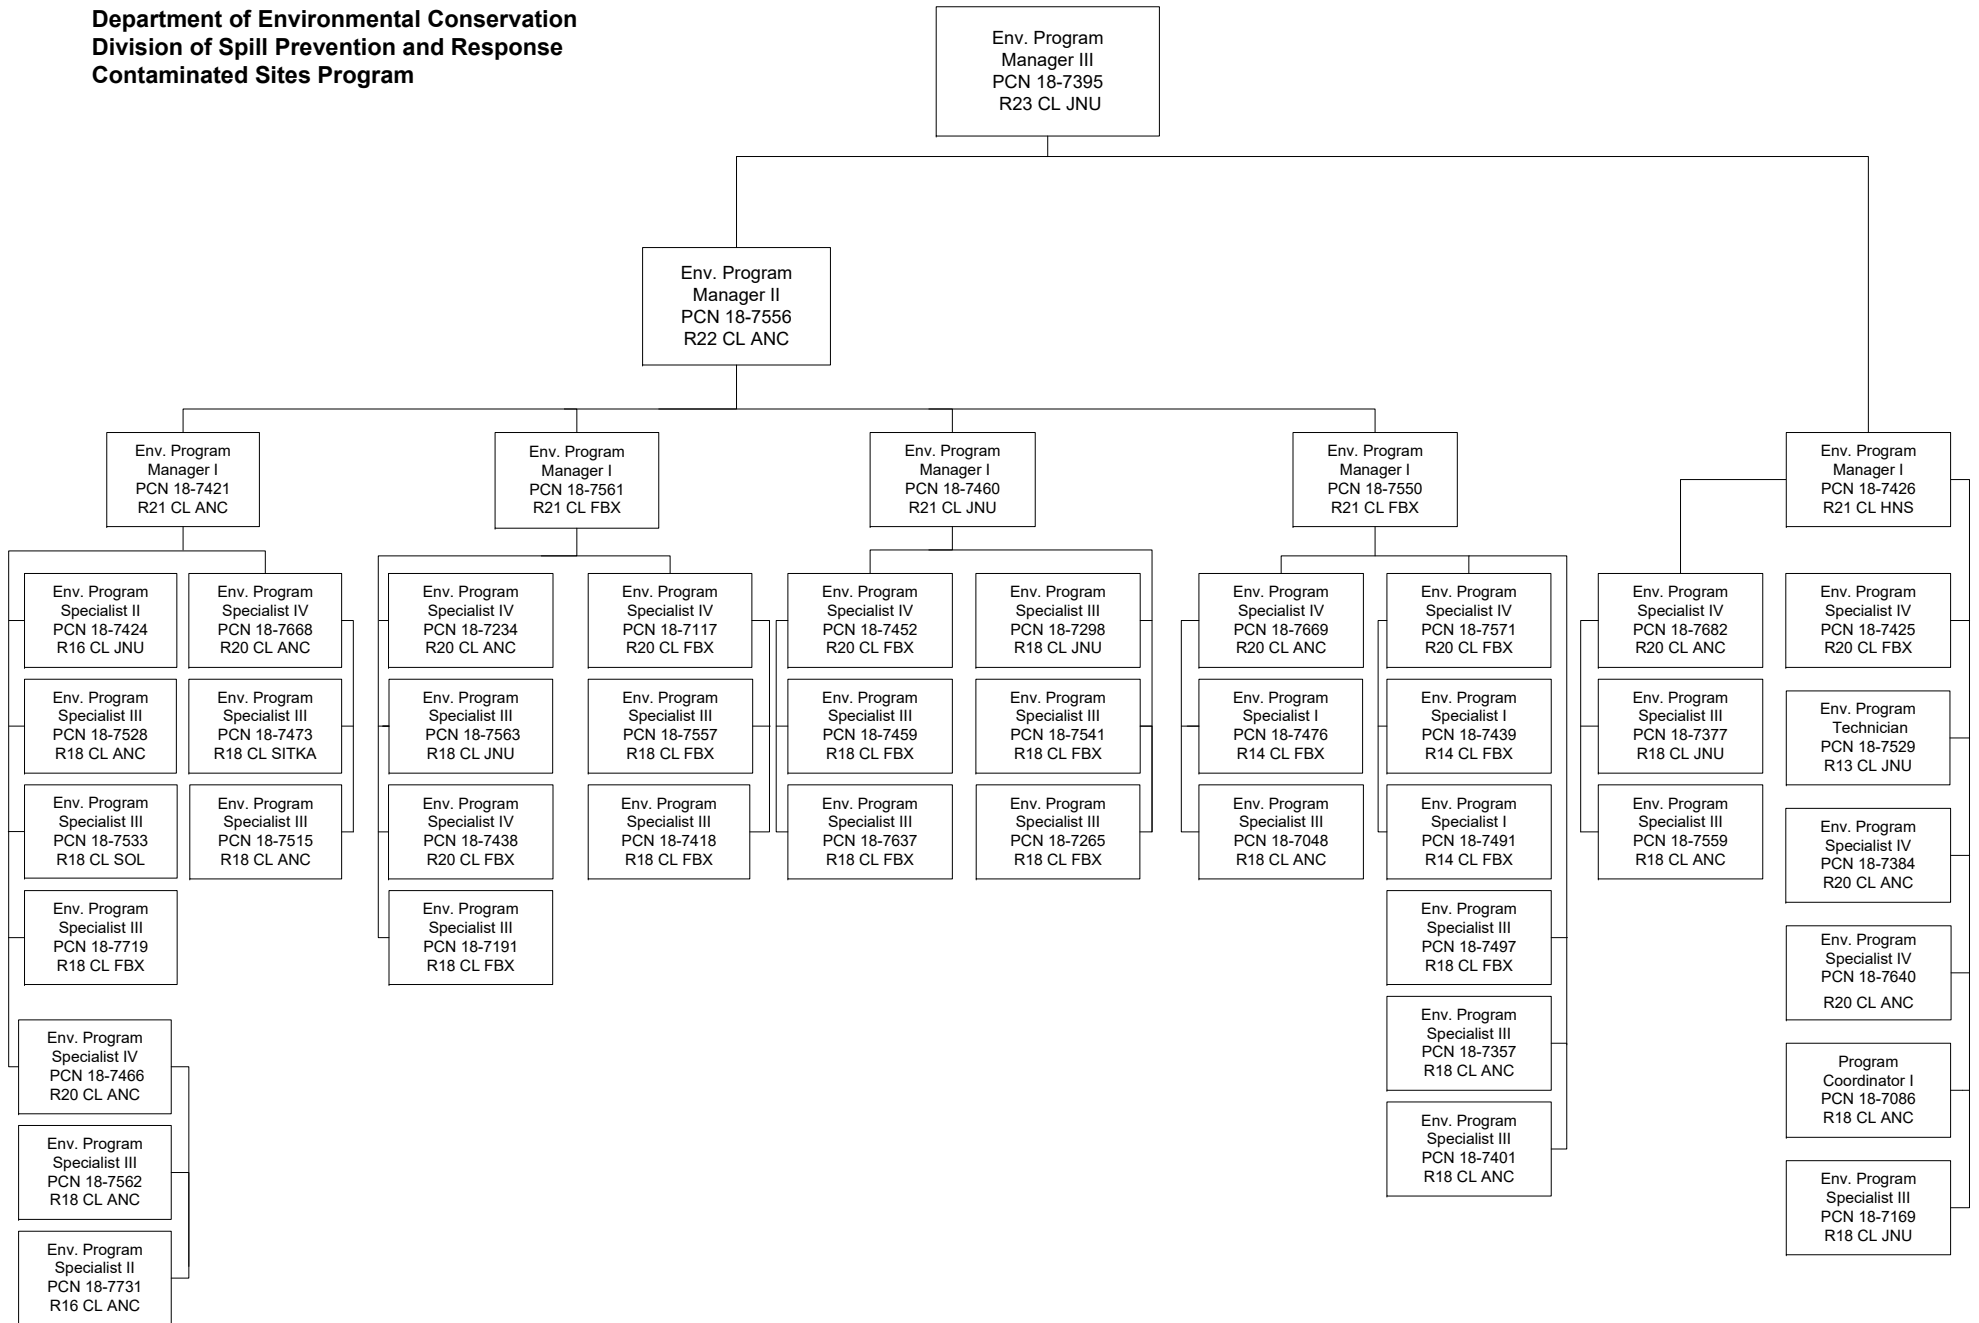 Department of Environmental Conservation
Division of Spill Prevention and Response
Contaminated Sites Program
Env. Program
Manager III
PCN 18-7395
R23 CL JNU
Env. Program
Manager II
PCN 18-7556
R22 CL ANC
Env. Program
Manager I
PCN 18-7421
R21 CL ANC
Env. Program
Manager I
PCN 18-7561
R21 CL FBX
Env. Program
Manager I
PCN 18-7460
R21 CL JNU
Env. Program
Manager I
PCN 18-7550
R21 CL FBX
Env. Program
Manager I
PCN 18-7426
R21 CL HNS
Env. Program
Specialist II
PCN 18-7424
R16 CL JNU
Env. Program
Specialist IV
PCN 18-7668
R20 CL ANC
Env. Program
Specialist IV
PCN 18-7234
R20 CL ANC
Env. Program
Specialist IV
PCN 18-7117
R20 CL FBX
Env. Program
Specialist IV
PCN 18-7452
R20 CL FBX
Env. Program
Specialist III
PCN 18-7298
R18 CL JNU
Env. Program
Specialist IV
PCN 18-7669
R20 CL ANC
Env. Program
Specialist IV
PCN 18-7571
R20 CL FBX
Env. Program
Specialist IV
PCN 18-7682
R20 CL ANC
Env. Program
Specialist IV
PCN 18-7425
R20 CL FBX
Env. Program
Specialist III
PCN 18-7528
R18 CL ANC
Env. Program
Specialist III
PCN 18-7473
R18 CL SITKA
Env. Program
Specialist III
PCN 18-7563
R18 CL JNU
Env. Program
Specialist III
PCN 18-7557
R18 CL FBX
Env. Program
Specialist III
PCN 18-7459
R18 CL FBX
Env. Program
Specialist III
PCN 18-7541
R18 CL FBX
Env. Program
Specialist I
PCN 18-7476
R14 CL FBX
Env. Program
Specialist I
PCN 18-7439
R14 CL FBX
Env. Program
Specialist III
PCN 18-7377
R18 CL JNU
Env. Program
Technician
PCN 18-7529
R13 CL JNU
Env. Program
Specialist III
PCN 18-7533
R18 CL SOL
Env. Program
Specialist III
PCN 18-7515
R18 CL ANC
Env. Program
Specialist IV
PCN 18-7438
R20 CL FBX
Env. Program
Specialist III
PCN 18-7418
R18 CL FBX
Env. Program
Specialist III
PCN 18-7637
R18 CL FBX
Env. Program
Specialist III
PCN 18-7265
R18 CL FBX
Env. Program
Specialist III
PCN 18-7048
R18 CL ANC
Env. Program
Specialist I
PCN 18-7491
R14 CL FBX
Env. Program
Specialist III
PCN 18-7559
R18 CL ANC
Env. Program
Specialist IV
PCN 18-7384
R20 CL ANC
Env. Program
Specialist III
PCN 18-7719
R18 CL FBX
Env. Program
Specialist III
PCN 18-7191
R18 CL FBX
Env. Program
Specialist III
PCN 18-7497
R18 CL FBX
Env. Program
Specialist IV
PCN 18-7640
R20 CL ANC
Env. Program
Specialist IV
PCN 18-7466
R20 CL ANC
Env. Program
Specialist III
PCN 18-7357
R18 CL ANC
Program
Coordinator I
PCN 18-7086
R18 CL ANC
Env. Program
Specialist III
PCN 18-7562
R18 CL ANC
Env. Program
Specialist III
PCN 18-7401
R18 CL ANC
Env. Program
Specialist III
PCN 18-7169
R18 CL JNU
Env. Program
Specialist II
PCN 18-7731
R16 CL ANC